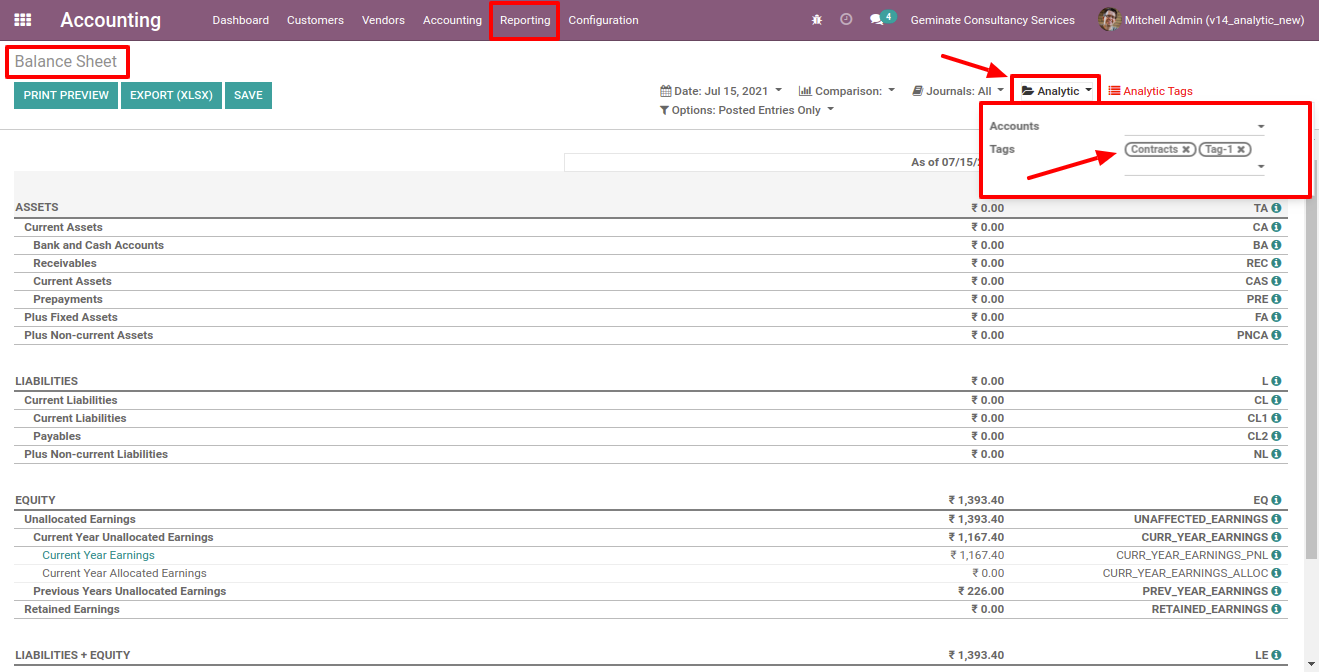 Accounting Dashboard Customers Vendors Accounting Reporting Configuration 4 Geminate Consultancy Services Mitchell Admin (v14_analytic_new)
Balance Sheet
PRINT PREVIEW EXPORT (XLSX) SAVE Date: Jul 15, 2021 Comparison: Journals: All Analytic Analytic Tags
Options: Posted Entries Only
Accounts
Tags Contracts Tag-1
As of 07/15/
ASSETS ₹ 0.00 TA
Current Assets ₹ 0.00 CA
Bank and Cash Accounts ₹ 0.00 BA
Receivables ₹ 0.00 REC
Current Assets ₹ 0.00 CAS
Prepayments ₹ 0.00 PRE
Plus Fixed Assets ₹ 0.00 FA
Plus Non-current Assets ₹ 0.00 PNCA
LIABILITIES ₹ 0.00 L
Current Liabilities ₹ 0.00 CL
Current Liabilities ₹ 0.00 CL1
Payables ₹ 0.00 CL2
Plus Non-current Liabilities ₹ 0.00 NL
EQUITY ₹ 1,393.40 EQ
Unallocated Earnings ₹ 1,393.40 UNAFFECTED_EARNINGS
Current Year Unallocated Earnings ₹ 1,167.40 CURR_YEAR_EARNINGS
Current Year Earnings ₹ 1,167.40 CURR_YEAR_EARNINGS_PNL
Current Year Allocated Earnings ₹ 0.00 CURR_YEAR_EARNINGS_ALLOC
Previous Years Unallocated Earnings ₹ 226.00 PREV_YEAR_EARNINGS
Retained Earnings ₹ 0.00 RETAINED_EARNINGS
LIABILITIES + EQUITY ₹ 1,393.40 LE